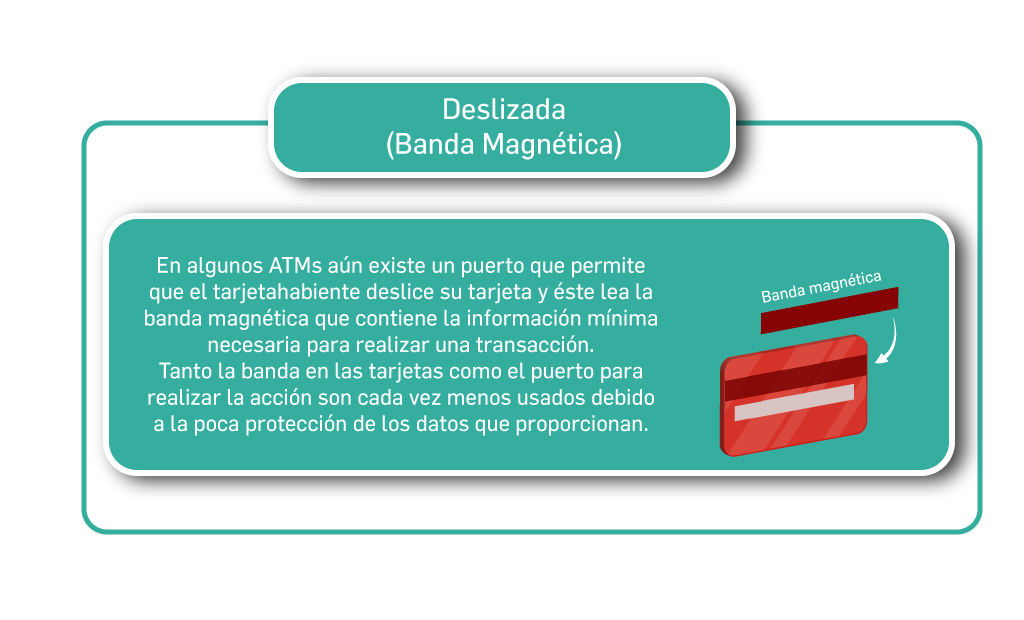 Deslizada
(Banda Magnética)
En algunos ATMs aún existe un puerto que permite
que el tarjetahabiente deslice su tarjeta y éste lea la
banda magnética que contiene la información mínima
necesaria para realizar una transacción.
Tanto la banda en las tarjetas como el puerto para
realizar la acción son cada vez menos usados debido
a la poca protección de los datos que proporcionan.
Banda magnética